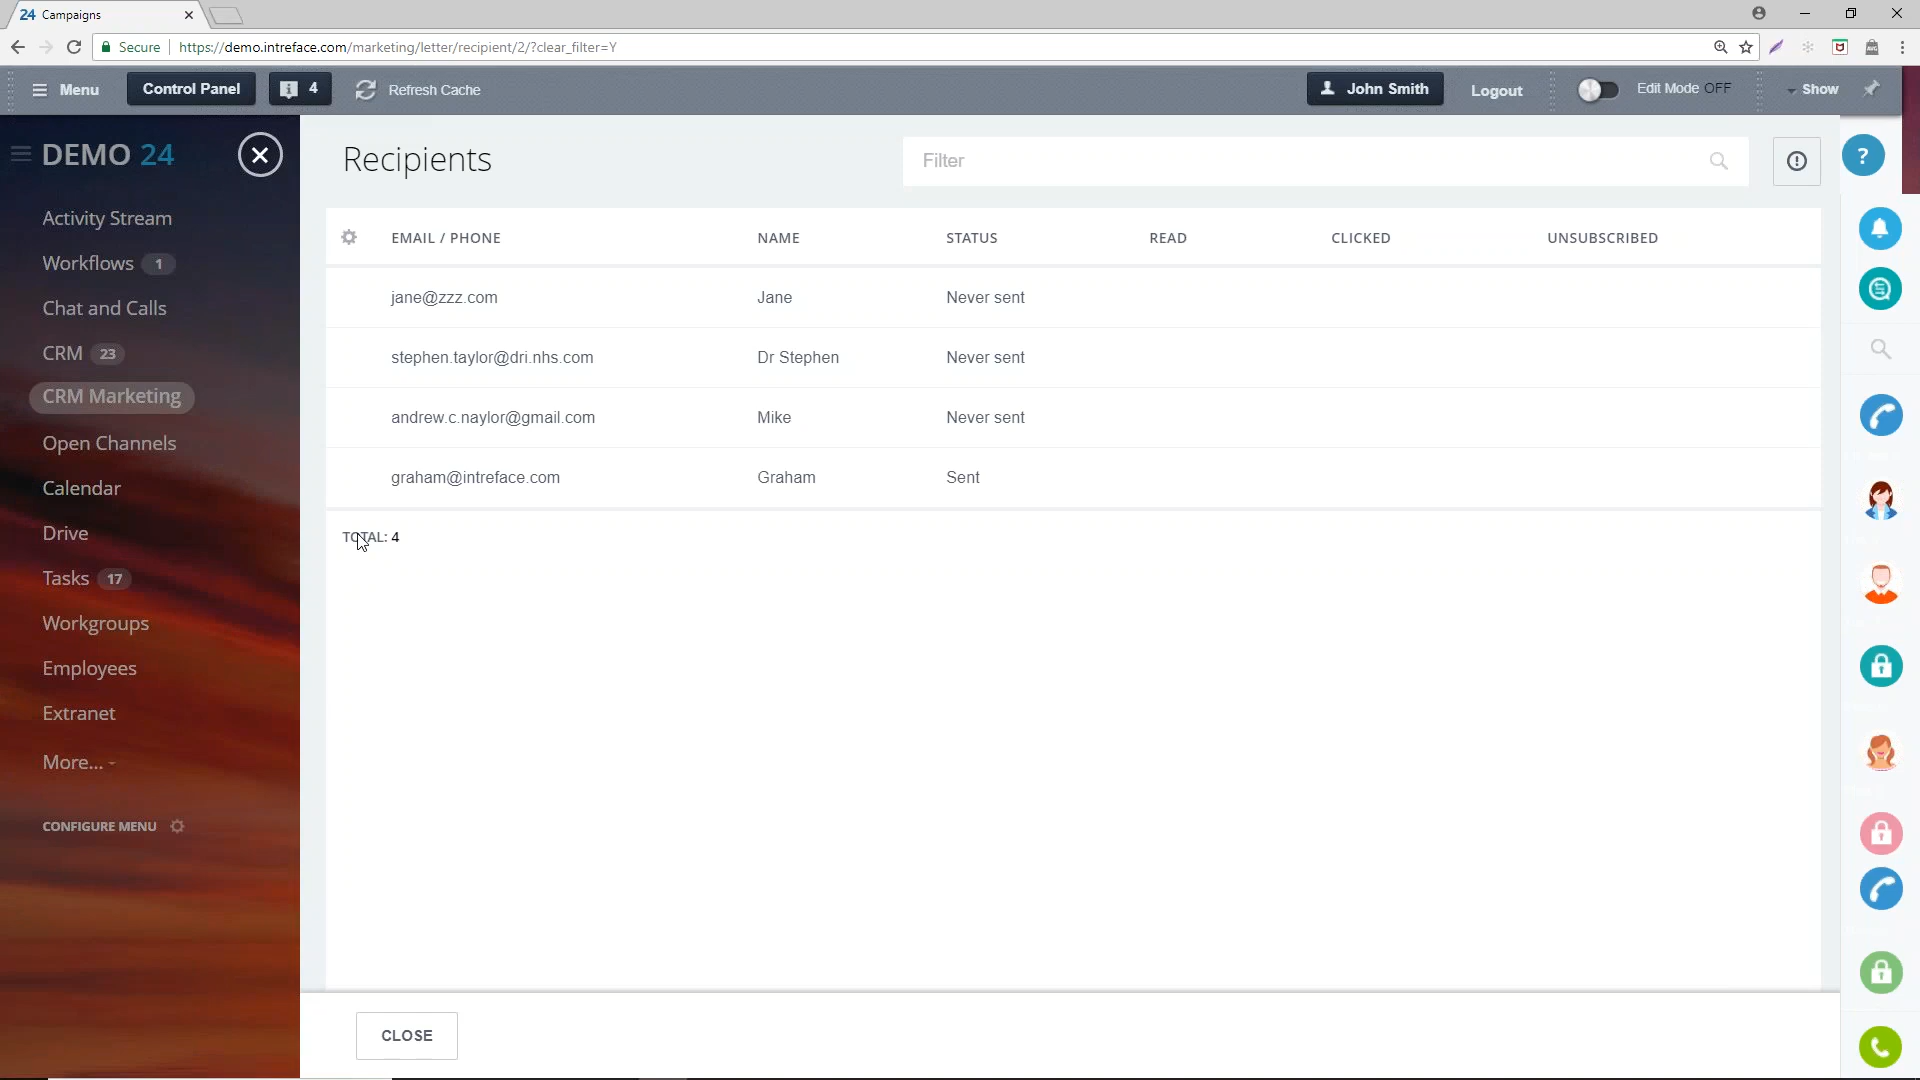 24 Campaigns
Secure https://demo.intreface.com/marketing/letter/recipient/2/?clear_filter=Y
Menu Control Panel 4 Refresh Cache John Smith Logout Edit Mode OFF Show
DEMO 24
Activity Stream
Workflows 1
Chat and Calls
CRM 23
CRM Marketing
Open Channels
Calendar
Drive
Tasks 17
Workgroups
Employees
Extranet
More...
CONFIGURE MENU
Recipients
Filter
?
EMAIL / PHONE NAME STATUS READ CLICKED UNSUBSCRIBED
jane@zzz.com Jane Never sent
stephen.taylor@dri.nhs.com Dr Stephen Never sent
andrew.c.naylor@gmail.com Mike Never sent
graham@intreface.com Graham Sent
TOTAL: 4
CLOSE